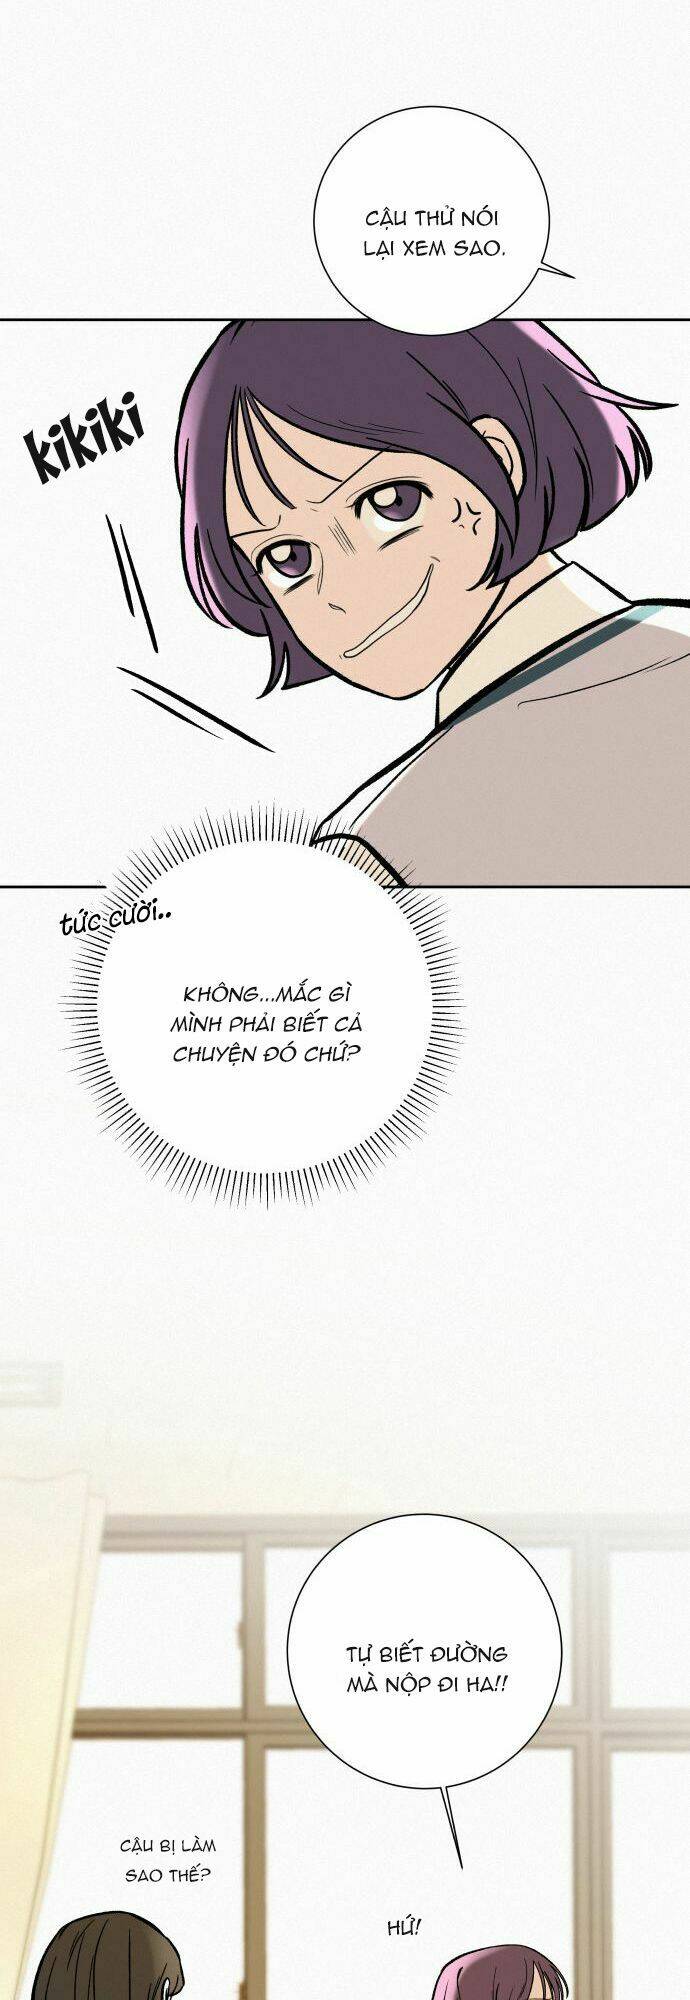 CẬU THỬ NÓI
LẠI XEM SAO.
kikiki
tức cười..
KHÔNG...MẮC GÌ
MÌNH PHẢI BIẾT CẢ
CHUYỆN ĐÓ CHỨ?
TỰ BIẾT ĐƯỜNG
MÀ NỘP ĐI HA!!
CẬU BỊ LÀM
SAO THẾ?
HỨ!